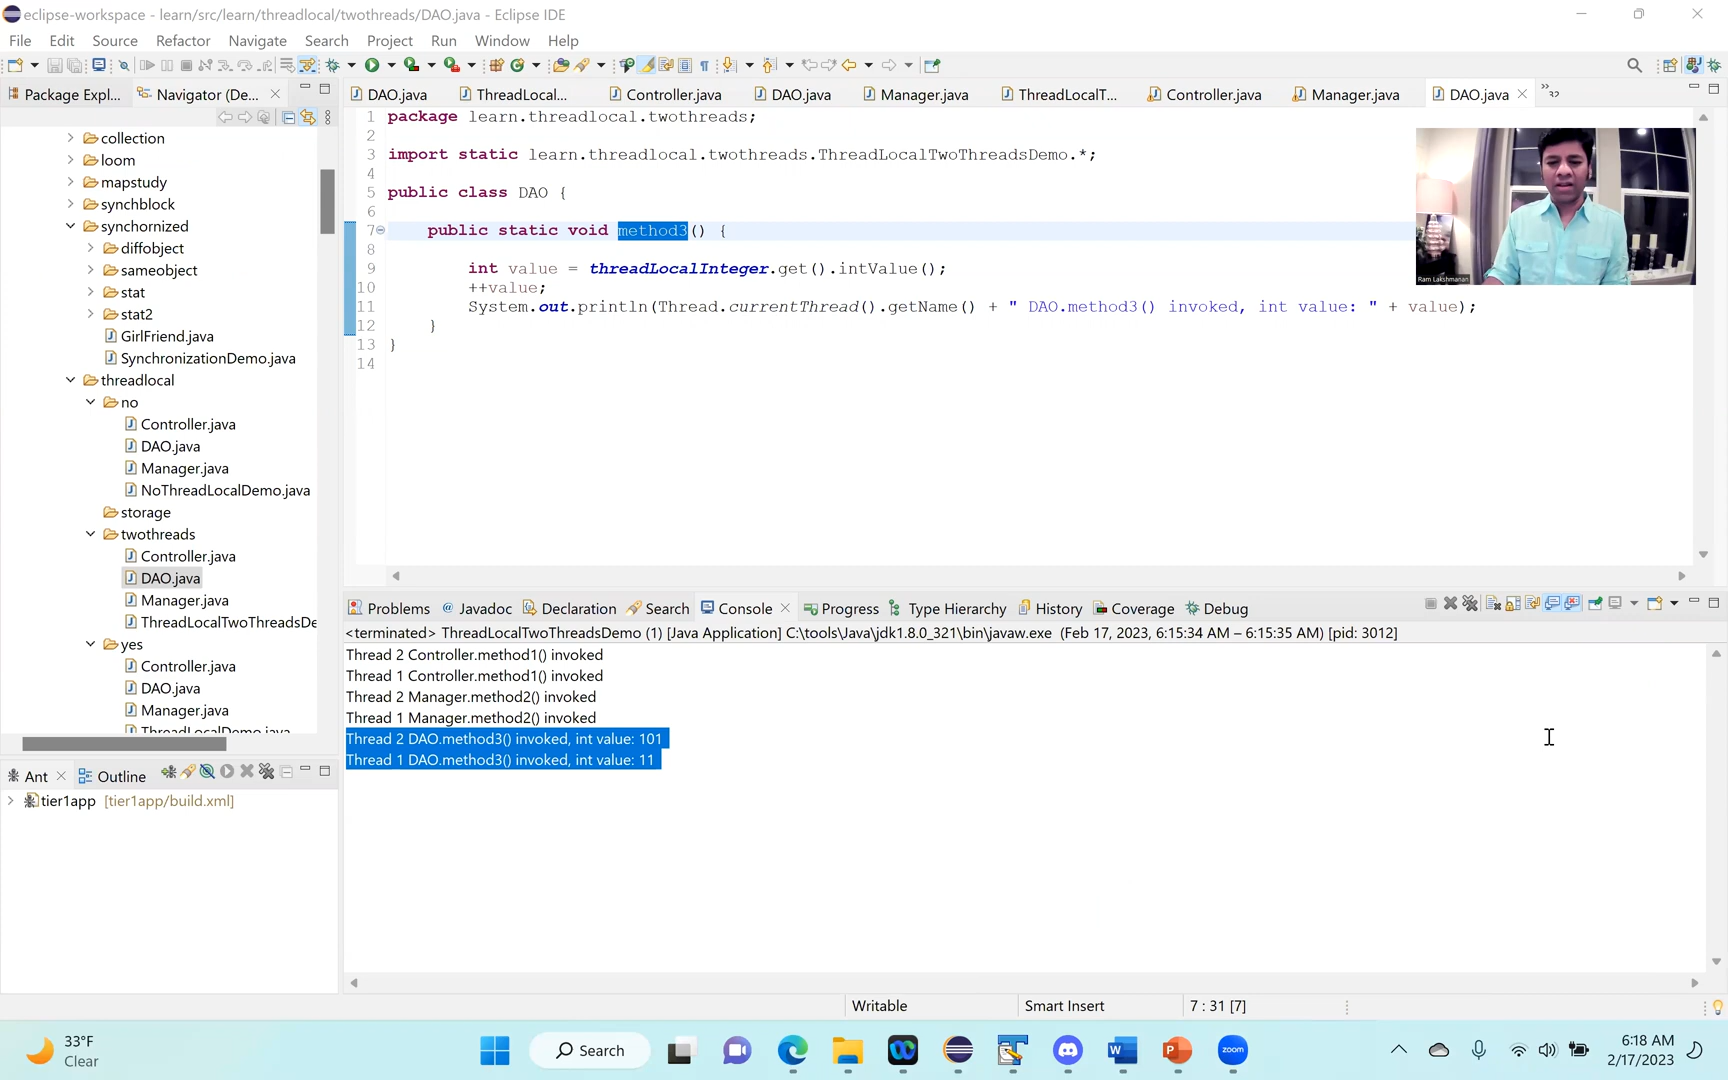 eclipse-workspace - learn/src/learn/threadlocal/twothreads/DAO.java - Eclipse IDE
File Edit Source Refactor Navigate Search Project Run Window Help
Package Expl... Navigator (De...
DAO.java ThreadLocal... Controller.java DAO.java Manager.java ThreadLocalT... Controller.java Manager.java DAO.java
collection
loom
mapstudy
synchblock
synchornized
diffobject
sameobject
stat
stat2
GirlFriend.java
SynchronizationDemo.java
threadlocal
no
Controller.java
DAO.java
Manager.java
NoThreadLocalDemo.java
storage
twothreads
Controller.java
DAO.java
Manager.java
ThreadLocalTwoThreadsDe
yes
Controller.java
DAO.java
Manager.java
ThreadLocalDemo.java
1 package learn.threadlocal.twothreads;
2
3 import static learn.threadlocal.twothreads.ThreadLocalTwoThreadsDemo.*;
4
5 public class DAO {
6
7 public static void method3() {
8
9 int value = threadLocalInteger.get().intValue();
10 ++value;
11 System.out.println(Thread.currentThread().getName() + " DAO.method3() invoked, int value: " + value);
12 }
13 }
14
Ram Lakshmanan
Problems @ Javadoc Declaration Search Console Progress Type Hierarchy History Coverage Debug
<terminated> ThreadLocalTwoThreadsDemo (1) [Java Application] C:\tools\Java\jdk1.8.0_321\bin\javaw.exe (Feb 17, 2023, 6:15:34 AM – 6:15:35 AM) [pid: 3012]
Thread 2 Controller.method1() invoked
Thread 1 Controller.method1() invoked
Thread 2 Manager.method2() invoked
Thread 1 Manager.method2() invoked
Thread 2 DAO.method3() invoked, int value: 101
Thread 1 DAO.method3() invoked, int value: 11
Ant Outline
tier1app [tier1app/build.xml]
Writable Smart Insert 7 : 31 [7]
33°F
Clear
Search
zoom
6:18 AM
2/17/2023